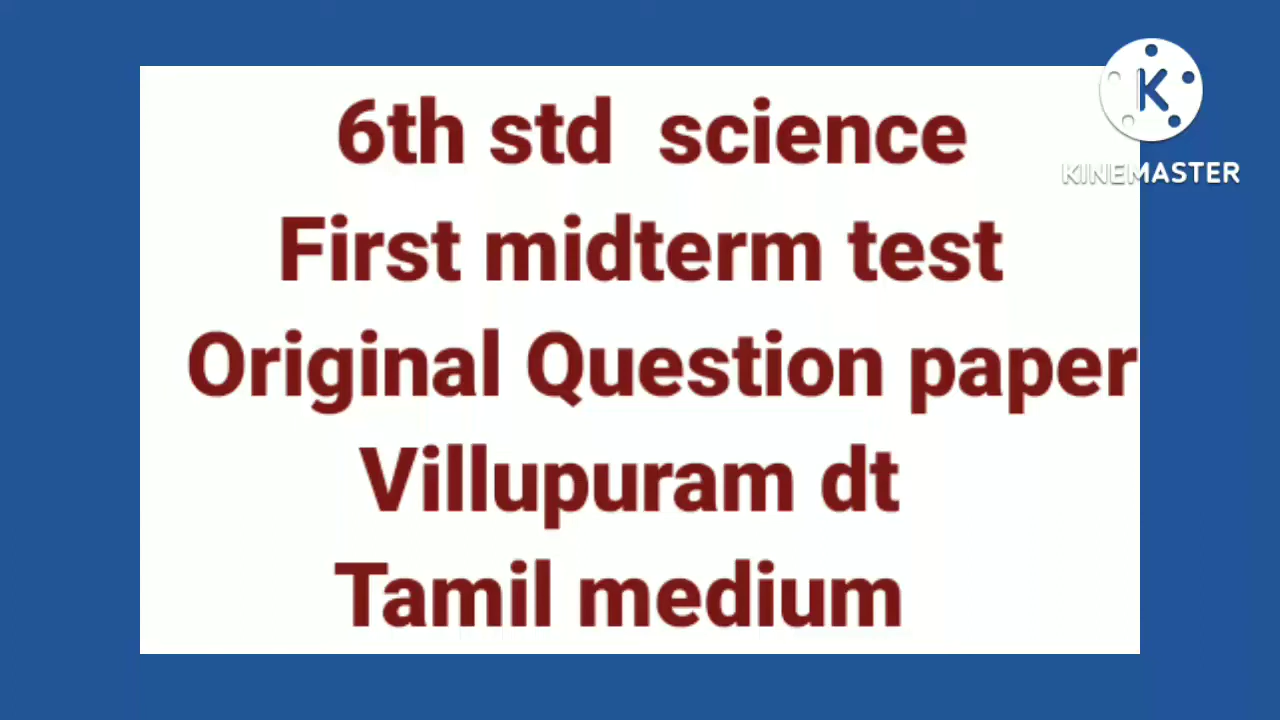 6th std science
First midterm test
Original Question paper
Villupuram dt
Tamil medium
K
KINEMASTER